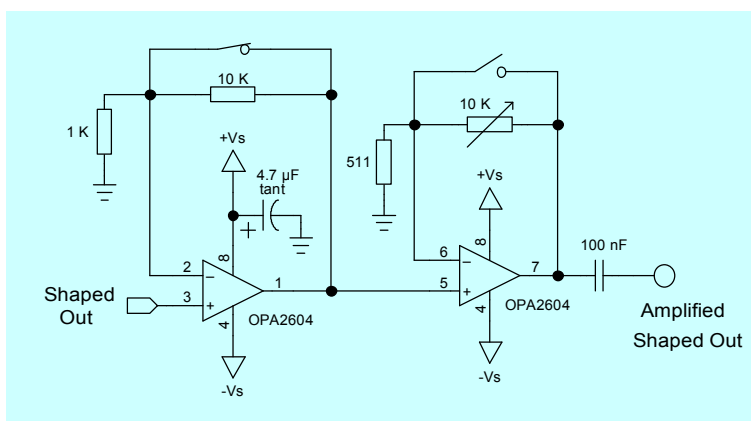 10 K
1 K
+Vs
4.7 µF
tant
+
8
2
−
3
+
1
4
OPA2604
-Vs
Shaped
Out
10 K
511
+Vs
8
6
−
5
+
7
4
OPA2604
-Vs
100 nF
Amplified
Shaped Out